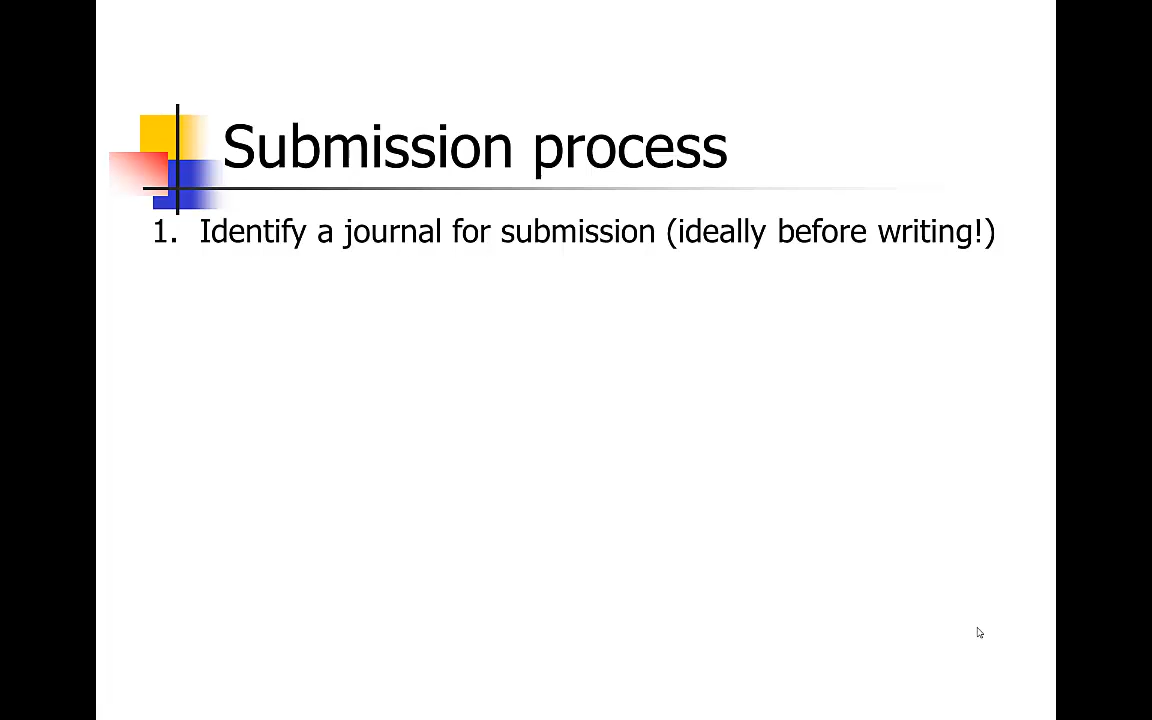 Submission process
1. Identify a journal for submission (ideally before writing!)